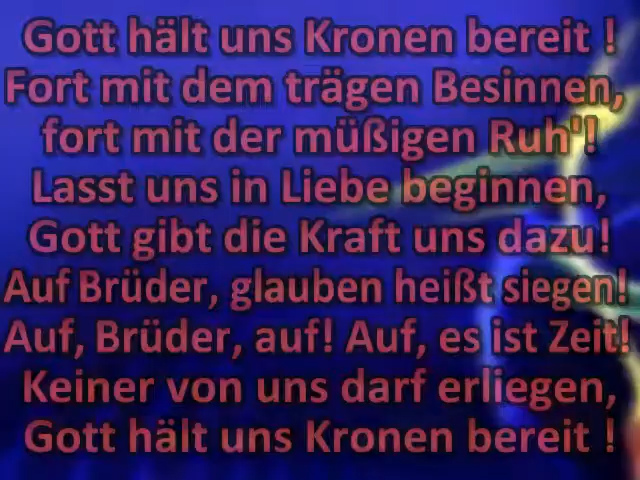 Gott hält uns Kronen bereit !
Fort mit dem trägen Besinnen,
fort mit der müßigen Ruh'!
Lasst uns in Liebe beginnen,
Gott gibt die Kraft uns dazu!
Auf Brüder, glauben heißt siegen!
Auf, Brüder, auf! Auf, es ist Zeit!
Keiner von uns darf erliegen,
Gott hält uns Kronen bereit !